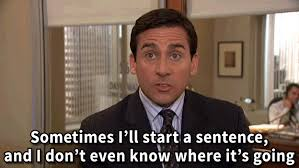 Sometimes I'll start a sentence,
and I don't even know where it's going